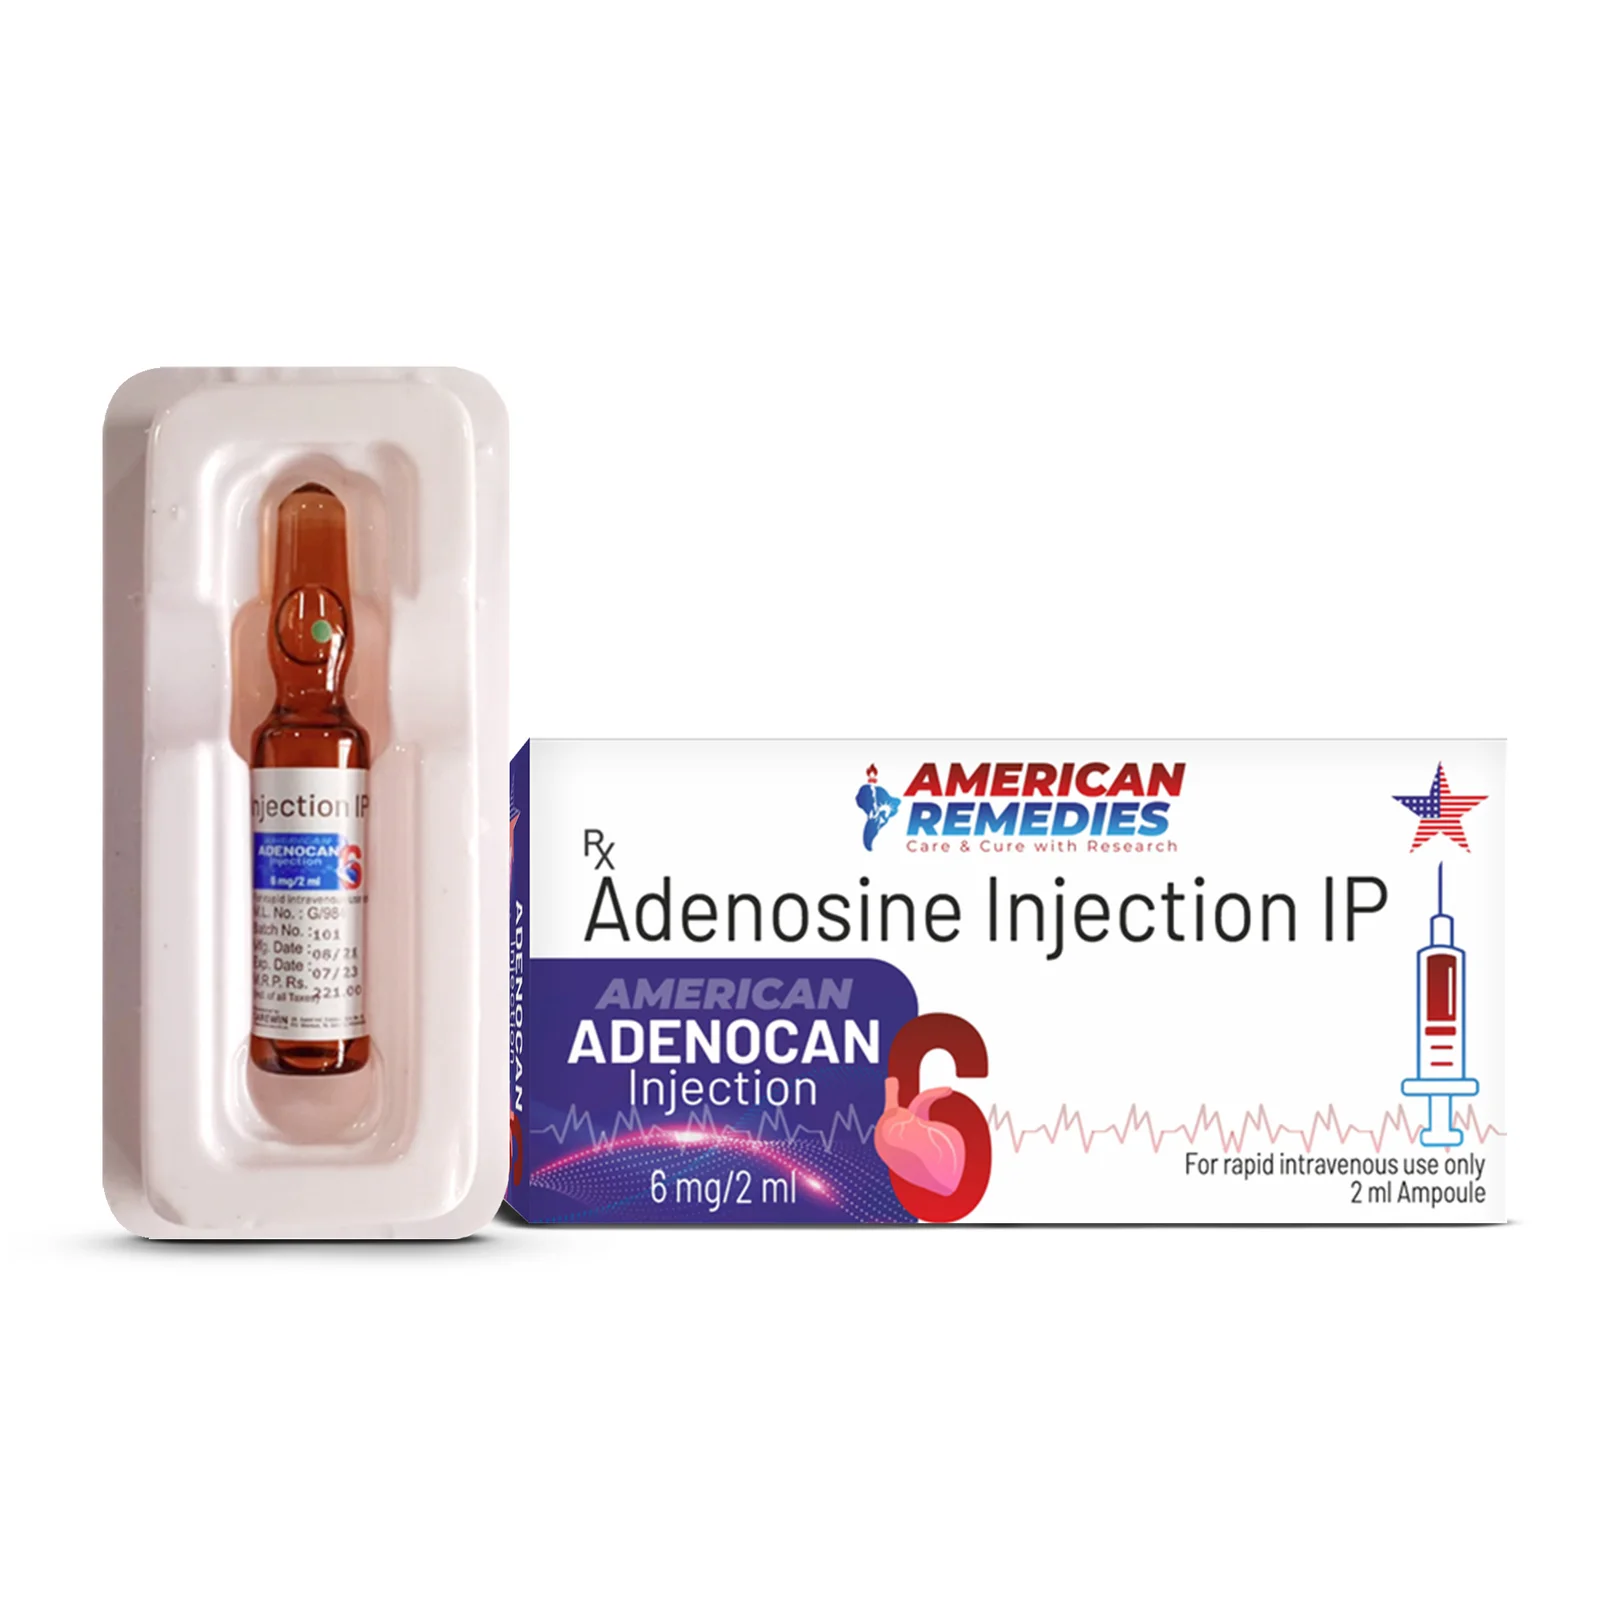 njection IP
ADENOCAN 6
Injection
6 mg/2 ml
M.L. No. : G/98
Batch No. : 101
Mfg. Date : 08/21
Exp. Date : 07/23
M.R.P. Rs. 221.00
ADENOCAN
Injection
AMERICAN
REMEDIES
Care & Cure with Research
Rx
Adenosine Injection IP
AMERICAN
ADENOCAN 6
Injection
6 mg/2 ml
For rapid intravenous use only
2 ml Ampoule